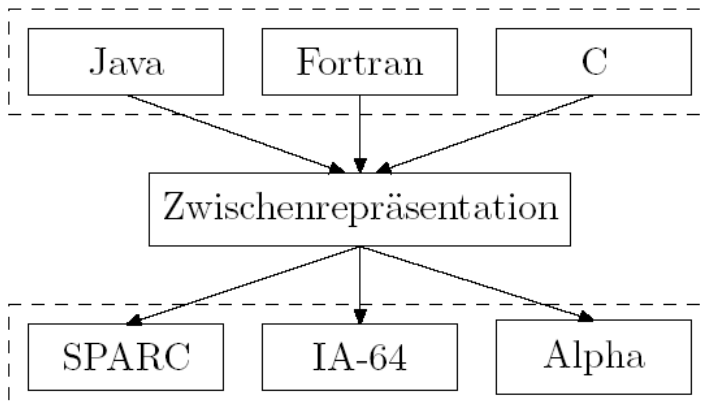 Java
Fortran
C
Zwischenrepräsentation
SPARC
IA-64
Alpha